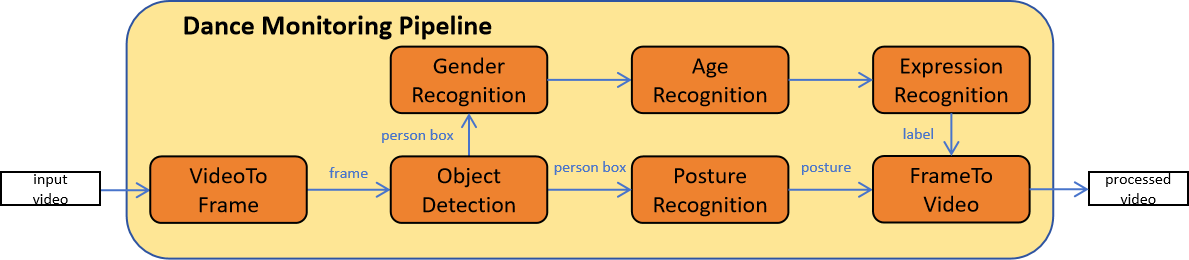 Dance Monitoring Pipeline
Gender
Recognition
Age
Recognition
Expression
Recognition
person box
label
input
video
VideoTo
Frame
frame
Object
Detection
person box
Posture
Recognition
posture
FrameTo
Video
processed
video